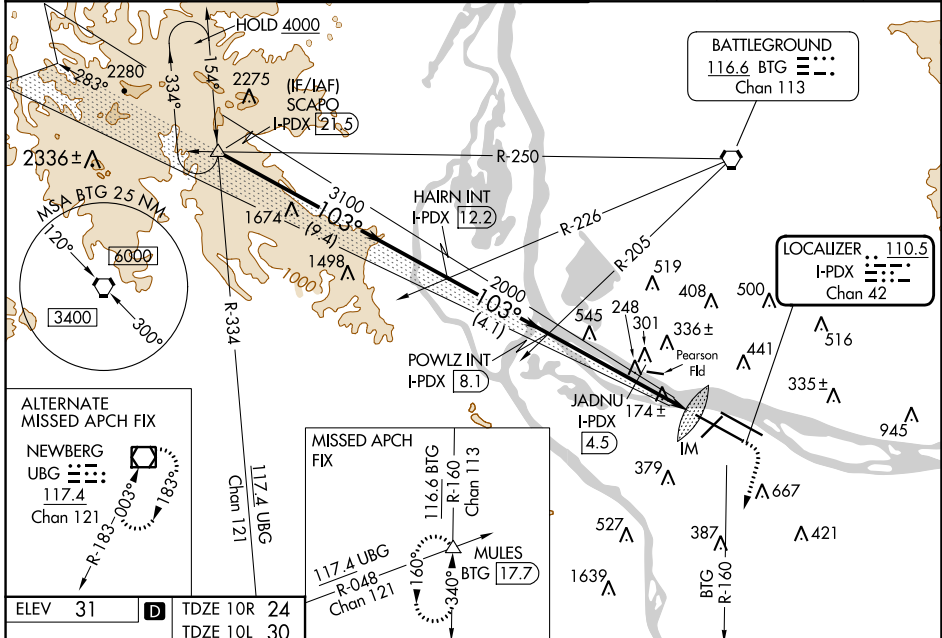 HOLD 4000
BATTLEGROUND
116.6 BTG
Chan 113
283°
2280
334°
154°
2275
(IF/IAF)
SCAPO
I-PDX 21.5
2336 ±
R-250
MSA BTG 25 NM
120°
6000
3400
300°
1674
3100
103°
(9.4)
1498
1000
HAIRN INT
I-PDX 12.2
R-226
R-205
LOCALIZER 110.5
I-PDX
Chan 42
R-334
2000
103°
(4.1)
519
408
500
545
248
301
336 ±
516
Pearson
Fld
441
POWLZ INT
I-PDX 8.1
JADNU
I-PDX
4.5
174 ±
335 ±
945
IM
ALTERNATE
MISSED APCH FIX
NEWBERG
UBG
117.4
Chan 121
R-183
003°
183°
117.4 UBG
Chan 121
MISSED APCH
FIX
116.6 BTG
R-160
Chan 113
117.4 UBG
R-048
Chan 121
160°
340°
MULES
BTG 17.7
379
667
527
387
421
1639
BTG
R-160
ELEV 31
D
TDZE 10R 24
TDZE 10L 30